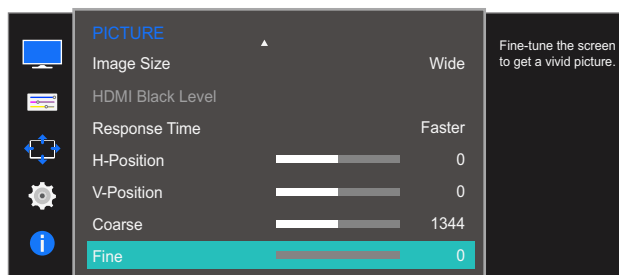 PICTURE
Image Size Wide
HDMI Black Level
Response Time Faster
H-Position 0
V-Position 0
Coarse 1344
Fine 0
Fine-tune the screen
to get a vivid picture.